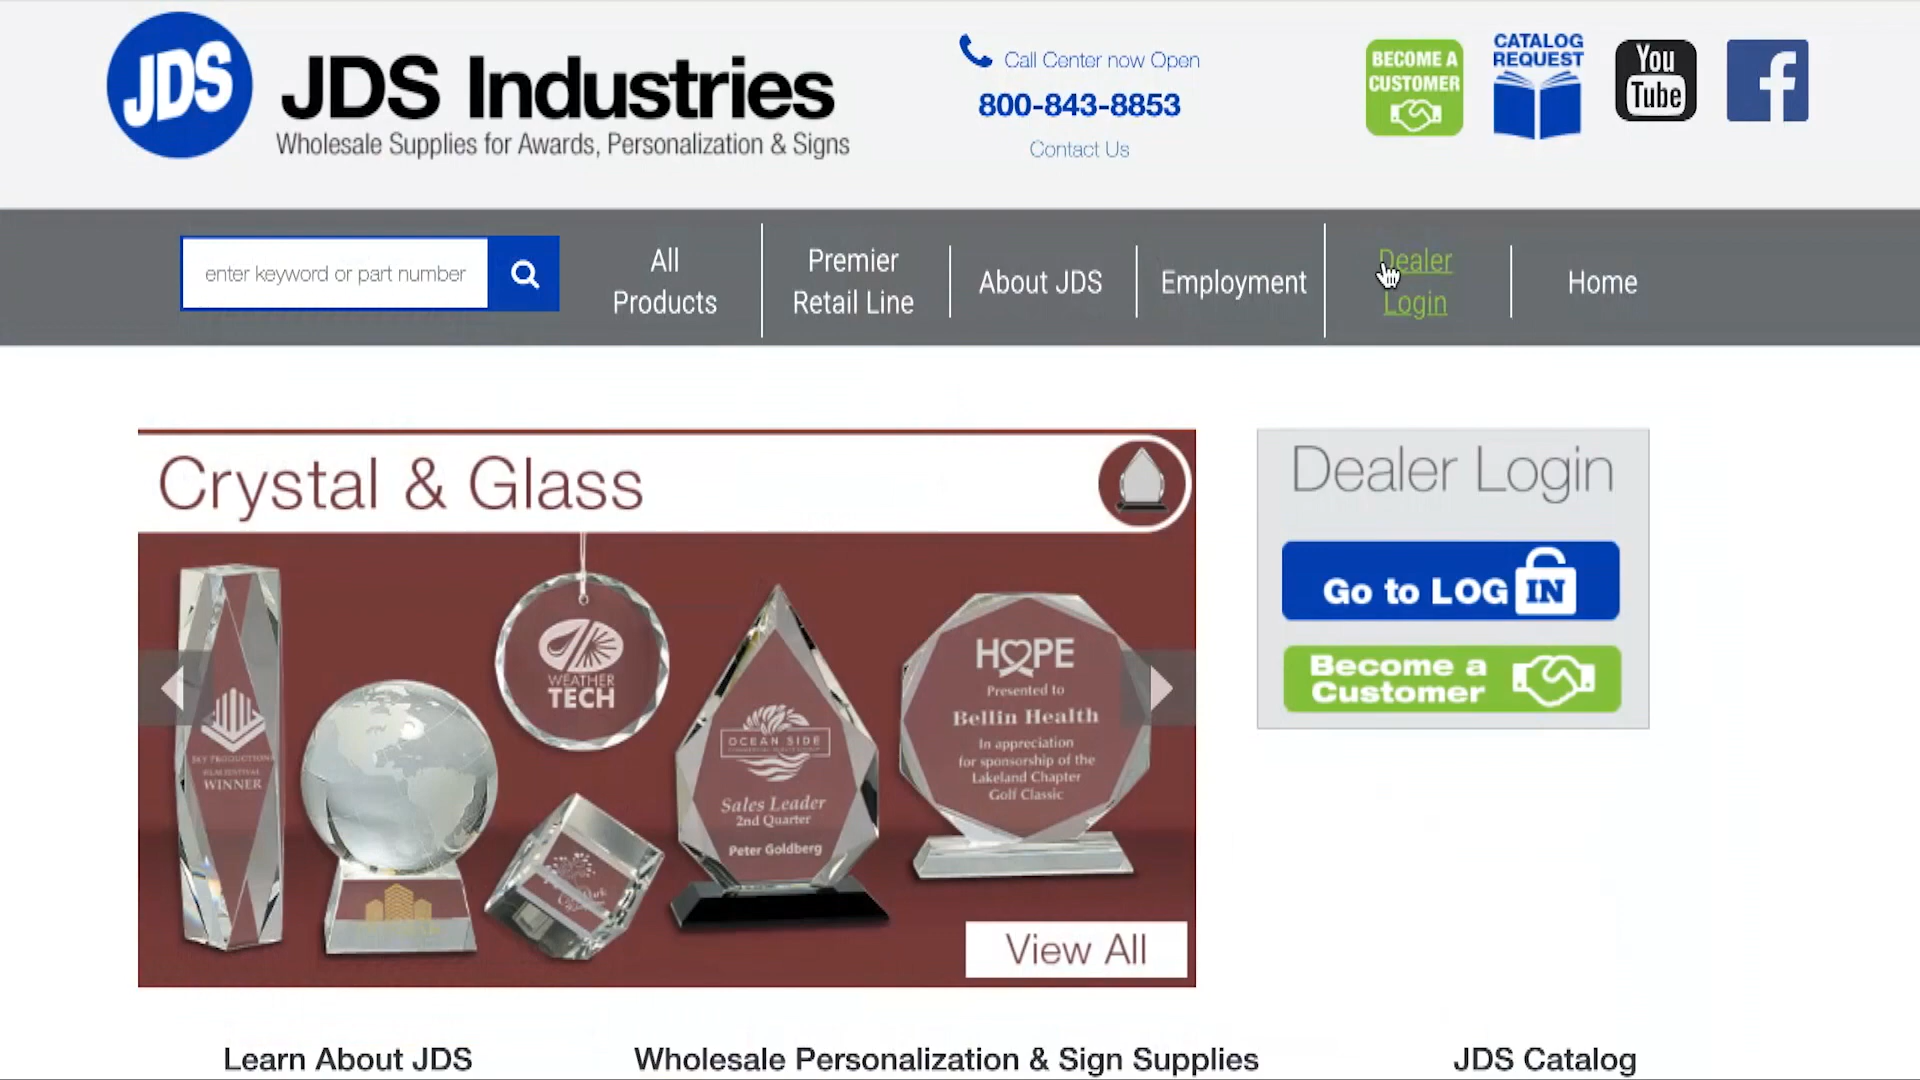 JDS
JDS Industries
Wholesale Supplies for Awards, Personalization & Signs
Call Center now Open
800-843-8853
Contact Us
BECOME A
CUSTOMER
CATALOG
REQUEST
You
Tube
f
enter keyword or part number
All
Products
Premier
Retail Line
About JDS
Employment
Dealer
Login
Home
Crystal & Glass
SKY PRODUCTION
FILM FESTIVAL
WINNER
WEATHER
TECH
OCEAN SIDE
Sales Leader
2nd Quarter
Peter Goldberg
HOPE
Presented to
Bellin Health
In appreciation
for sponsorship of the
Lakeland Chapter
Golf Classic
View All
Dealer Login
Go to LOG IN
Become a
Customer
Learn About JDS
Wholesale Personalization & Sign Supplies
JDS Catalog